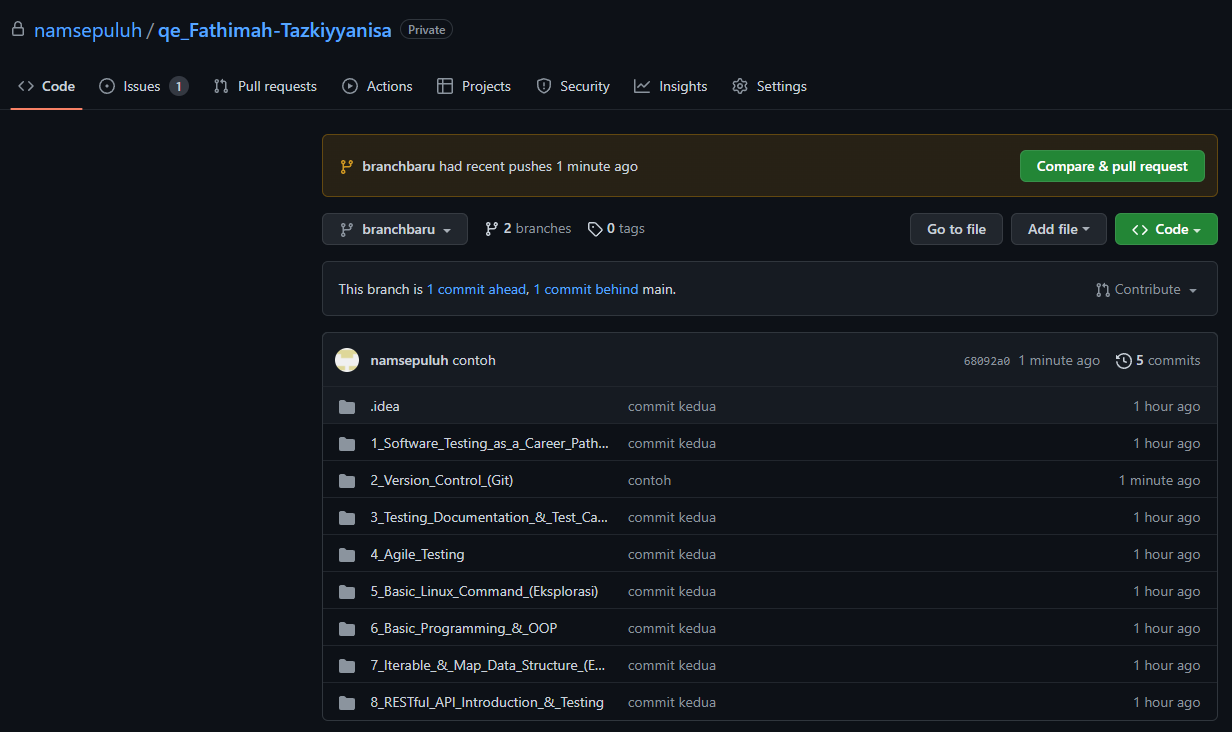 namsepuluh / qe_Fathimah-Tazkiyyanisa Private
Code Issues 1 Pull requests Actions Projects Security Insights Settings
branchbaru had recent pushes 1 minute ago Compare & pull request
branchbaru 2 branches 0 tags Go to file Add file Code
This branch is 1 commit ahead, 1 commit behind main. Contribute
namsepuluh contoh 68092a0 1 minute ago 5 commits
.idea commit kedua 1 hour ago
1_Software_Testing_as_a_Career_Path... commit kedua 1 hour ago
2_Version_Control_(Git) contoh 1 minute ago
3_Testing_Documentation_&_Test_Ca... commit kedua 1 hour ago
4_Agile_Testing commit kedua 1 hour ago
5_Basic_Linux_Command_(Eksplorasi) commit kedua 1 hour ago
6_Basic_Programming_&_OOP commit kedua 1 hour ago
7_Iterable_&_Map_Data_Structure_(E... commit kedua 1 hour ago
8_RESTful_API_Introduction_&_Testing commit kedua 1 hour ago